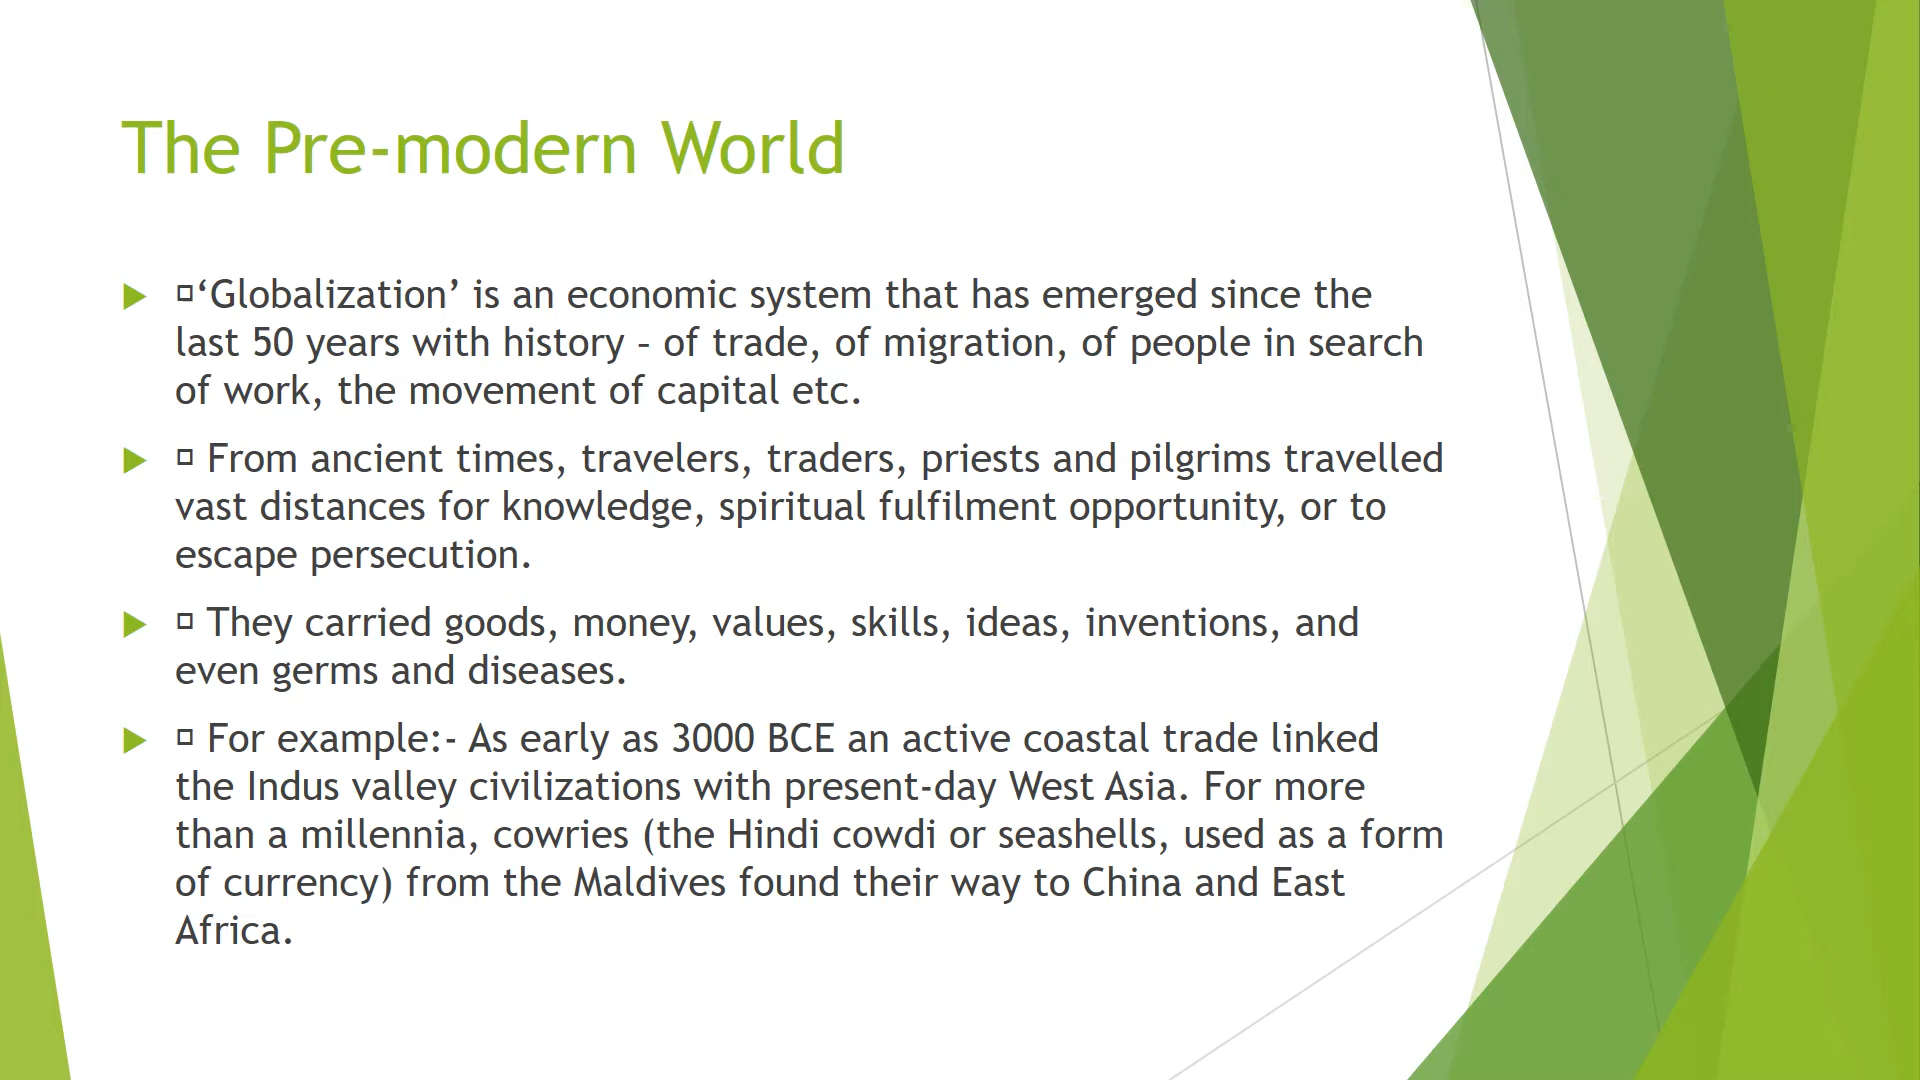 The Pre-modern World
‘Globalization’ is an economic system that has emerged since the
last 50 years with history – of trade, of migration, of people in search
of work, the movement of capital etc.
From ancient times, travelers, traders, priests and pilgrims travelled
vast distances for knowledge, spiritual fulfilment opportunity, or to
escape persecution.
They carried goods, money, values, skills, ideas, inventions, and
even germs and diseases.
For example:- As early as 3000 BCE an active coastal trade linked
the Indus valley civilizations with present-day West Asia. For more
than a millennia, cowries (the Hindi cowdi or seashells, used as a form
of currency) from the Maldives found their way to China and East
Africa.